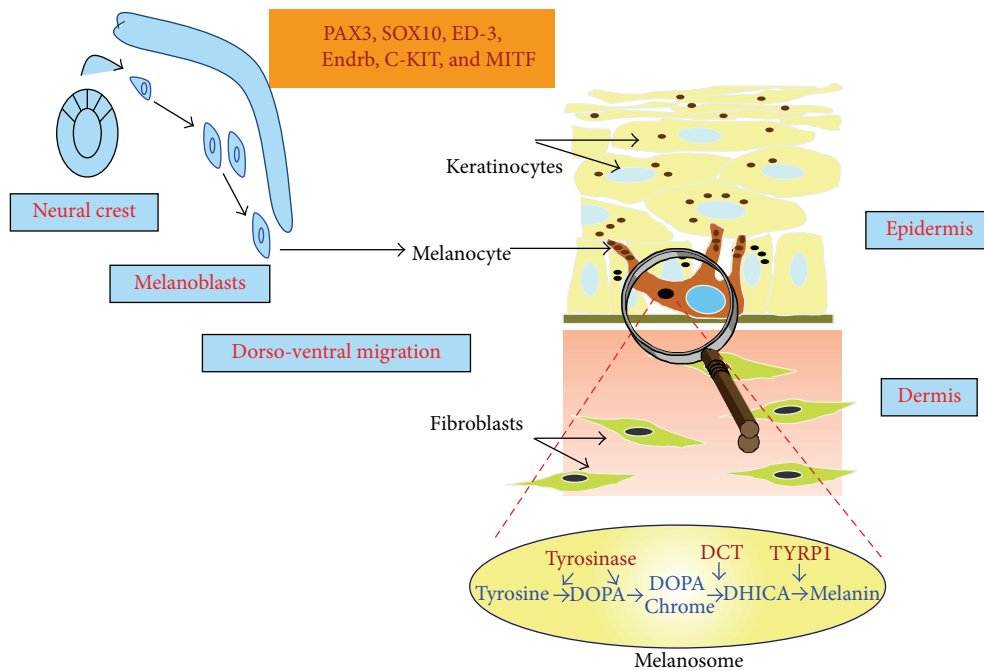 PAX3, SOX10, ED-3,
Endrb, C-KIT, and MITF
Keratinocytes
Neural crest
Epidermis
Melanocyte
Melanoblasts
Dorso-ventral migration
Dermis
Fibroblasts
Tyrosinase
DCT
TYRP1
Tyrosine
DOPA
DOPA
Chrome
DHICA
Melanin
Melanosome